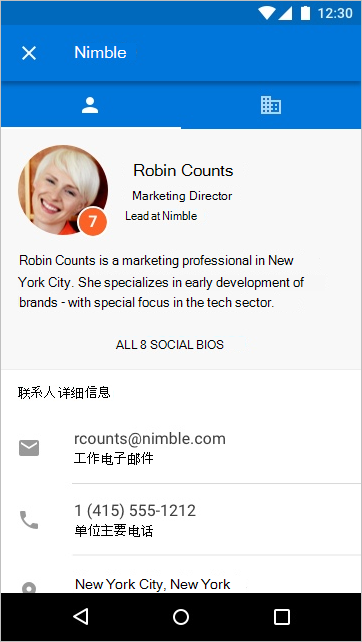 12:30
Nimble
Robin Counts
Marketing Director
Lead at Nimble
7
Robin Counts is a marketing professional in New
York City. She specializes in early development of
brands - with special focus in the tech sector.
ALL 8 SOCIAL BIOS
联系人详细信息
rcounts@nimble.com
工作电子邮件
1 (415) 555-1212
单位主要电话
New York City, New York